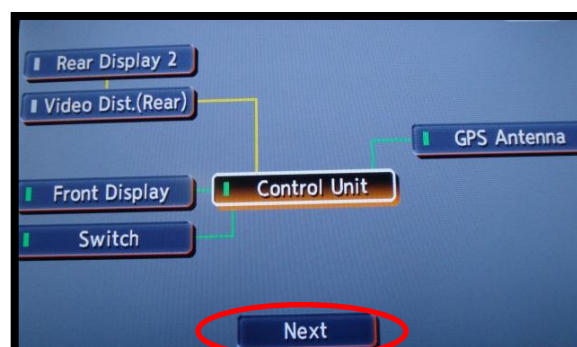 Rear Display 2
Video Dist.(Rear)
GPS Antenna
Front Display
Control Unit
Switch
Next